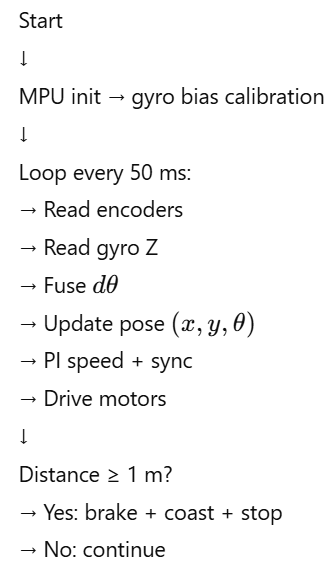 Start
↓
MPU init → gyro bias calibration
↓
Loop every 50 ms:
→ Read encoders
→ Read gyro Z
→ Fuse dθ
→ Update pose (x, y, θ)
→ PI speed + sync
→ Drive motors
↓
Distance ≥ 1 m?
→ Yes: brake + coast + stop
→ No: continue